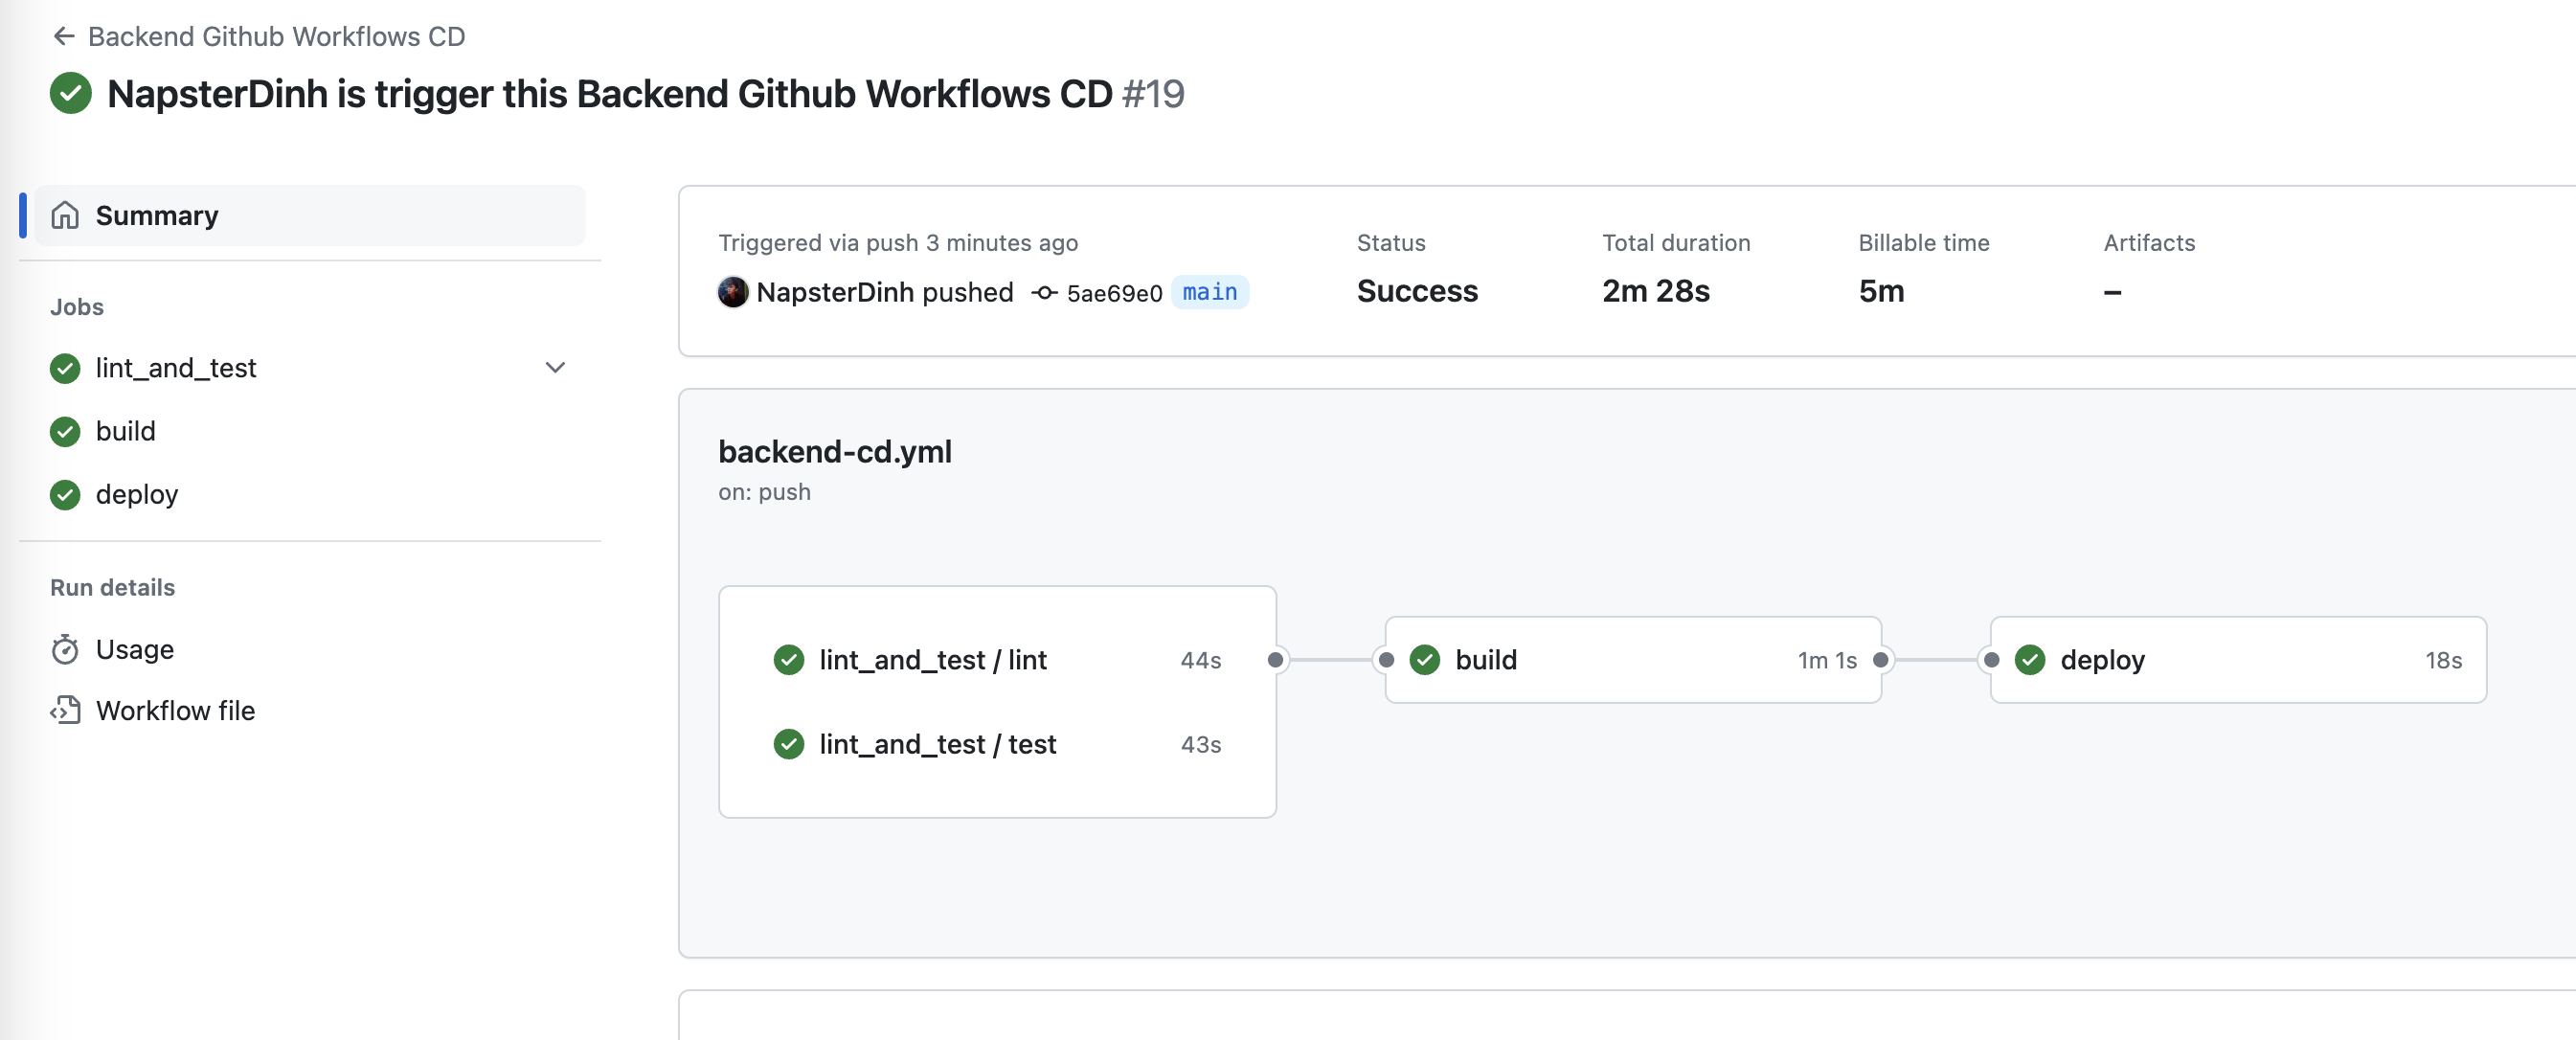 Backend Github Workflows CD
NapsterDinh is trigger this Backend Github Workflows CD #19
Summary
Jobs
lint_and_test
build
deploy
Run details
Usage
Workflow file
Triggered via push 3 minutes ago
NapsterDinh pushed 5ae69e0 main
Status
Success
Total duration
2m 28s
Billable time
5m
Artifacts
–
backend-cd.yml
on: push
lint_and_test / lint 44s
lint_and_test / test 43s
build 1m 1s
deploy 18s